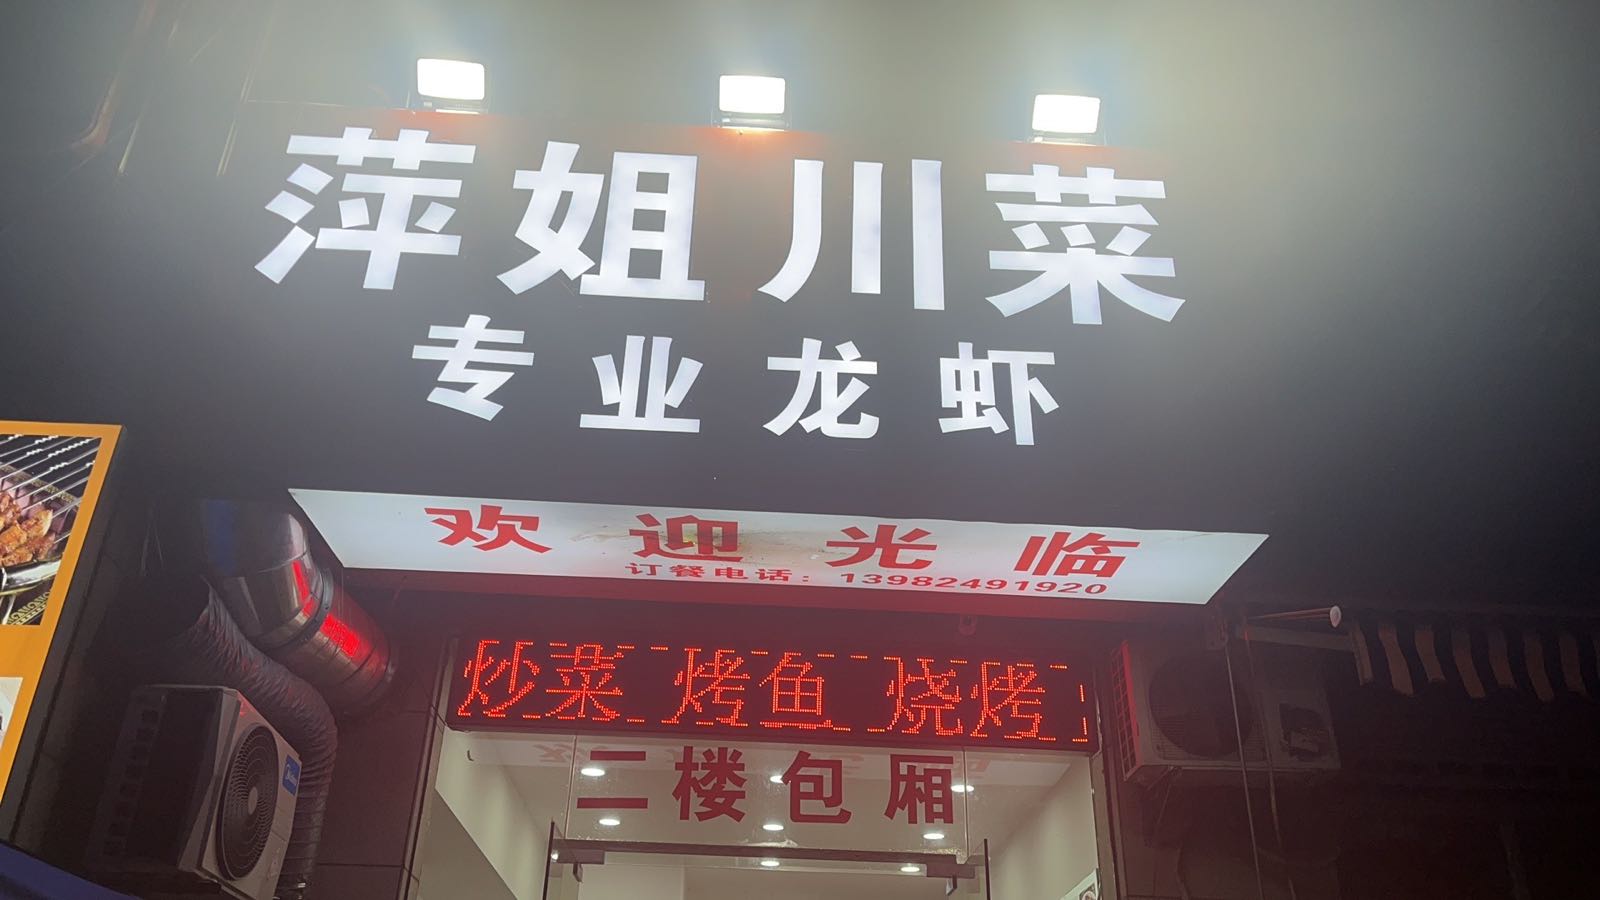 萍姐川菜
专业龙虾
欢迎光临
订餐电话：13982491920
炒菜 烤鱼 烧烤
二楼包厢